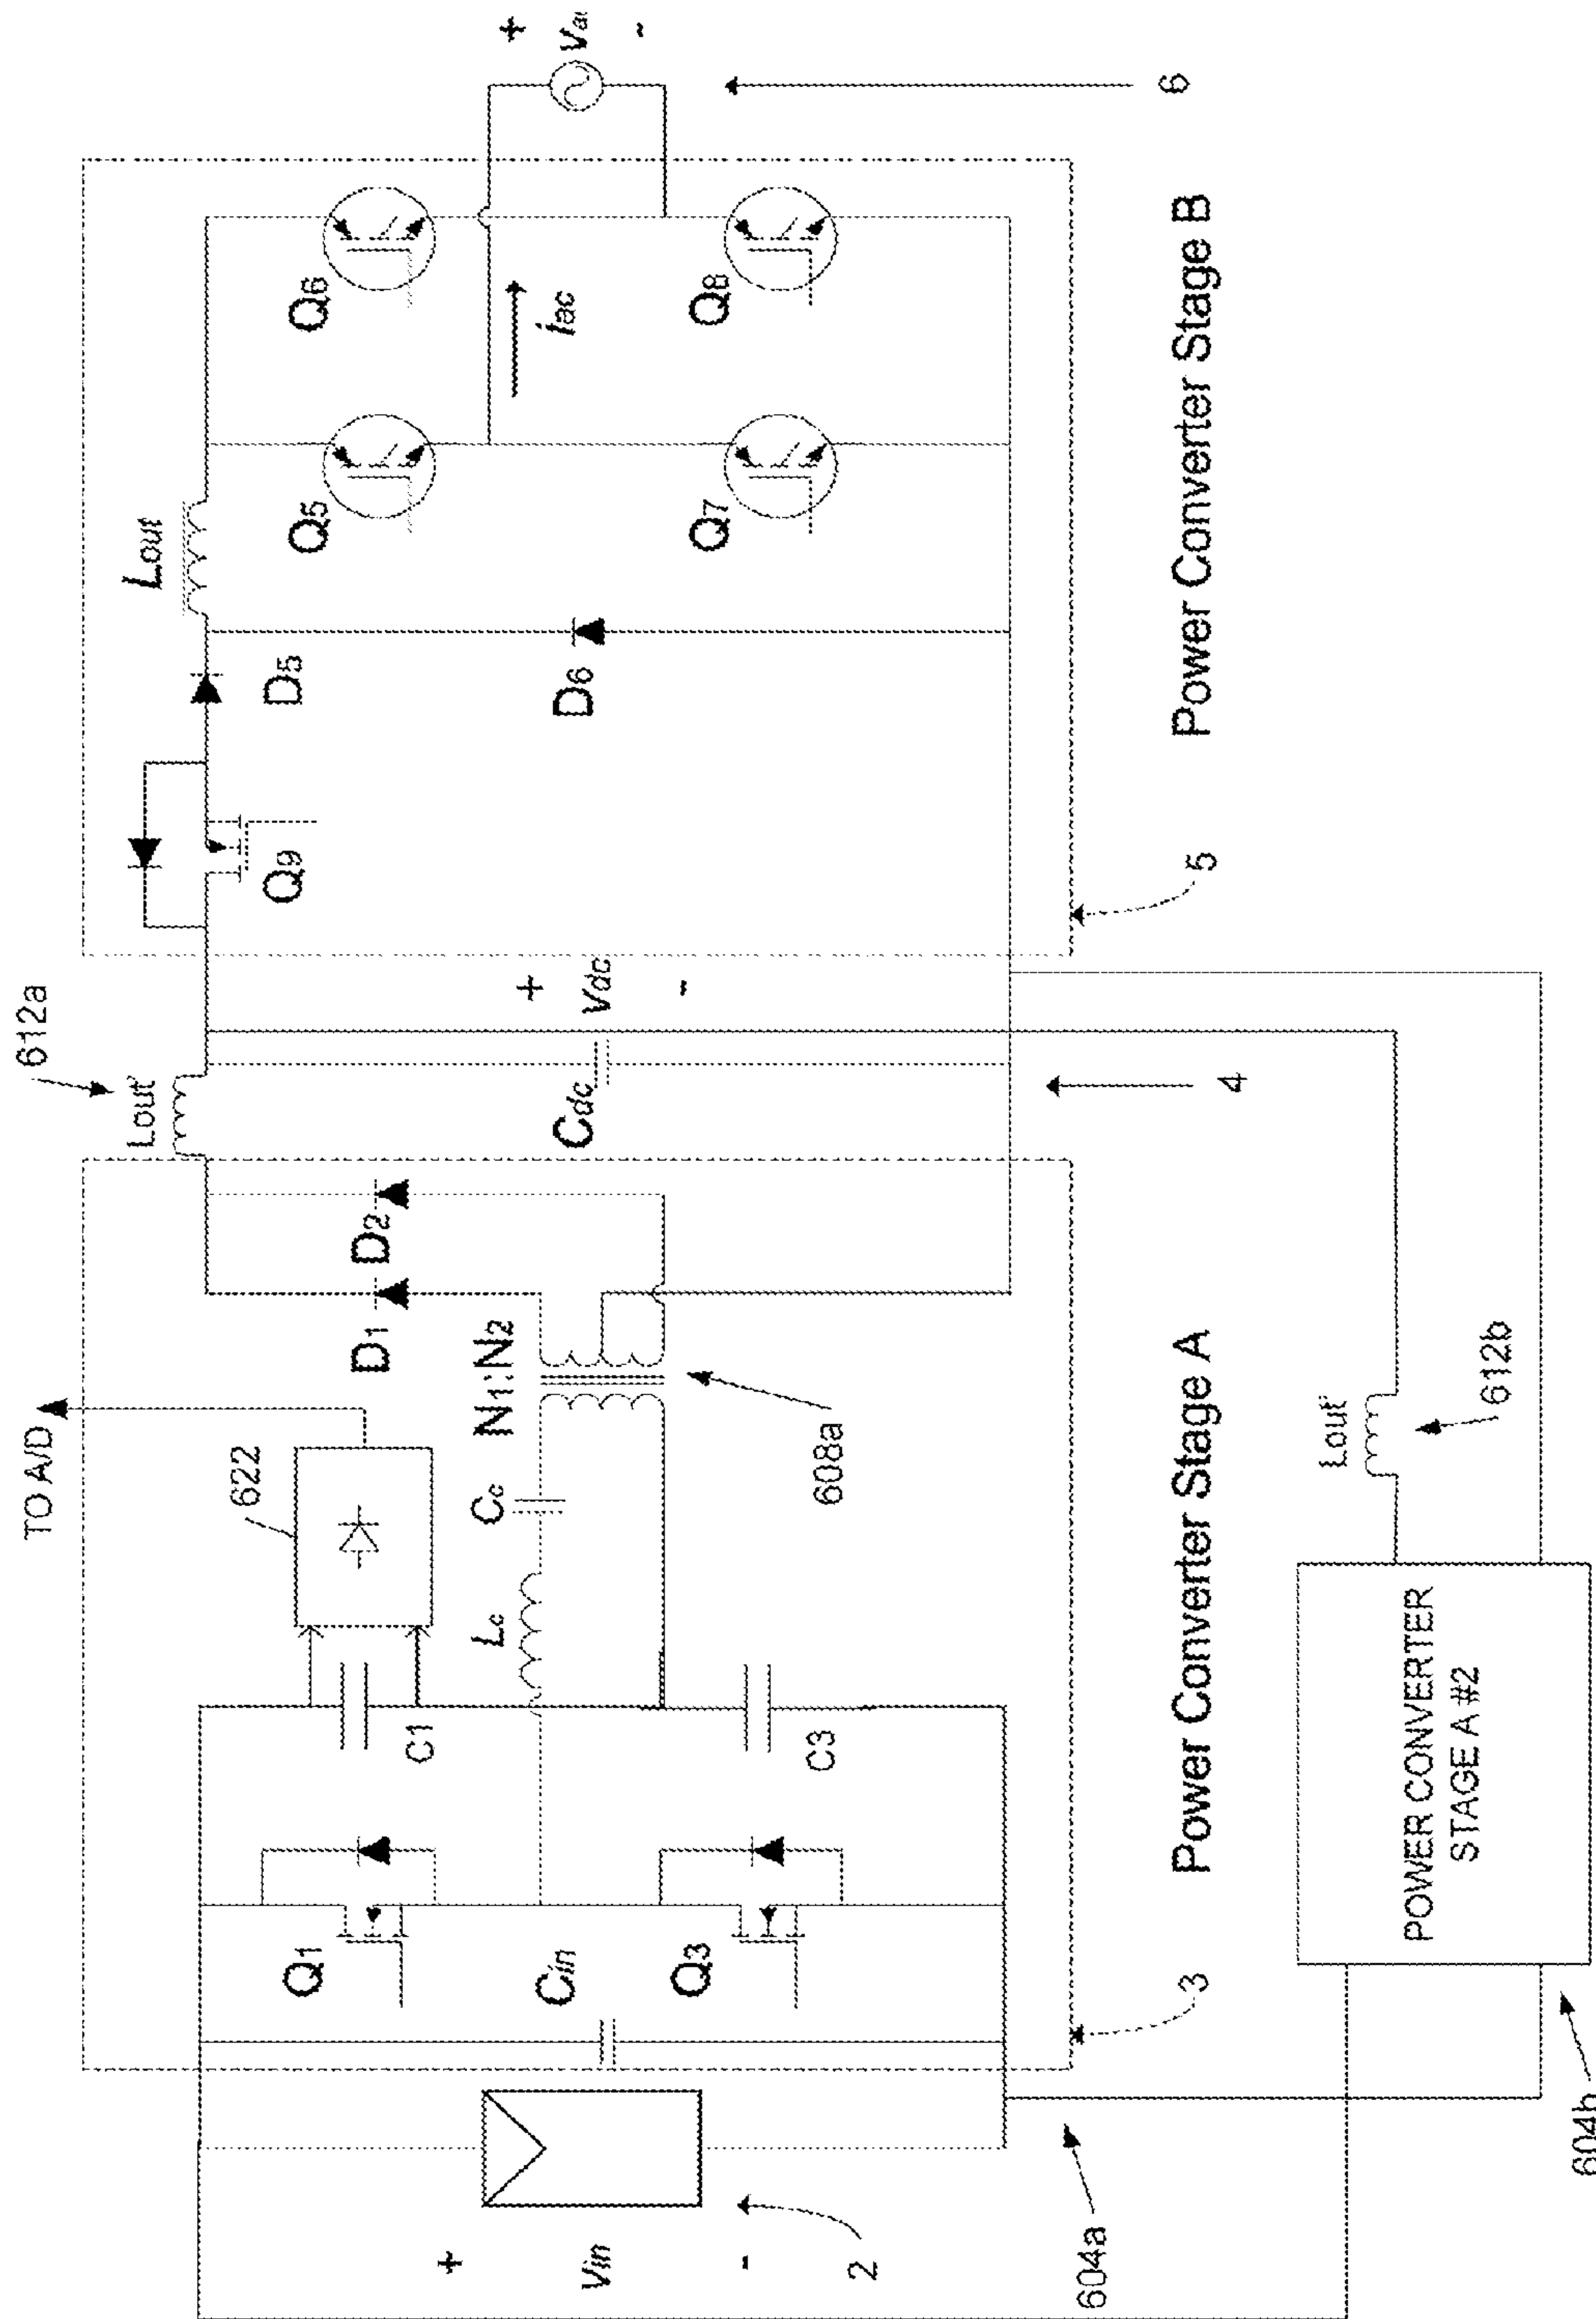 TO A/D
622
612a
Lout'
Lout
+
Vin
-
2
Q1
Cin
Q3
C1
C3
Lc
Cc
N1:N2
608a
D1
D2
Cdc
+
Vdc
-
4
Q9
D5
D6
Q5
Q6
Q7
Q8
iac
+
-
6
604a
3
Power Converter Stage A
5
Power Converter Stage B
POWER CONVERTER
STAGE A #2
604b
Lout'
612b